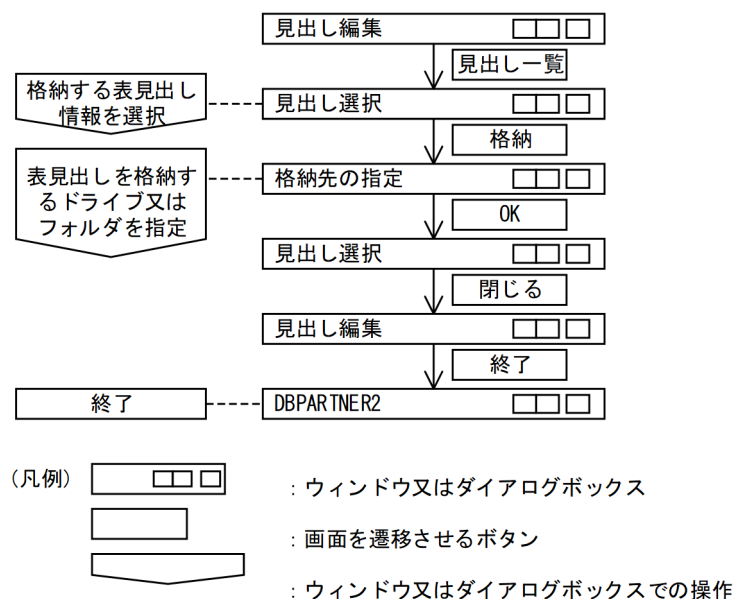 見出し編集
見出し一覧
格納する表見出し
情報を選択
見出し選択
格納
表見出しを格納す
るドライブ又は
フォルダを指定
格納先の指定
OK
見出し選択
閉じる
見出し編集
終了
終了
DBPARTNER2
(凡例)
:ウィンドウ又はダイアログボックス
:画面を遷移させるボタン
:ウィンドウ又はダイアログボックスでの操作